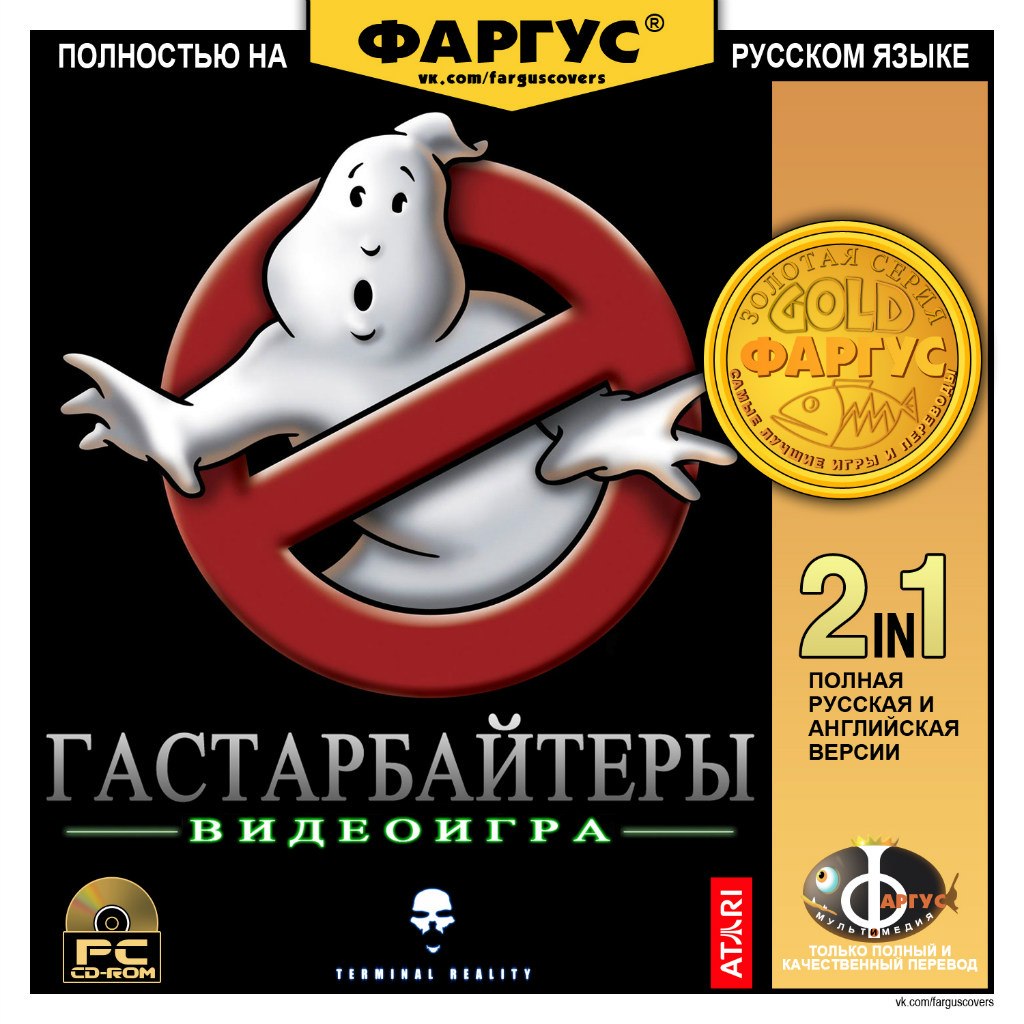 ФАРГУС®
vk.com/farguscovers
ПОЛНОСТЬЮ НА
РУССКОМ ЯЗЫКЕ
ЗОЛОТАЯ СЕРИЯ
GOLD
ФАРГУС
САМЫЕ ЛУЧШИЕ ИГРЫ И ПЕРЕВОДЫ
2IN1
ПОЛНАЯ
РУССКАЯ И
АНГЛИЙСКАЯ
ВЕРСИИ
ГАСТАРБАЙТЕРЫ
ВИДЕОИГРА
PC
CD-ROM
TERMINAL REALITY
ATARI
ФАРГУС
МУЛЬТИМЕДИЯ
ТОЛЬКО ПОЛНЫЙ И
КАЧЕСТВЕННЫЙ ПЕРЕВОД
vk.com/farguscovers